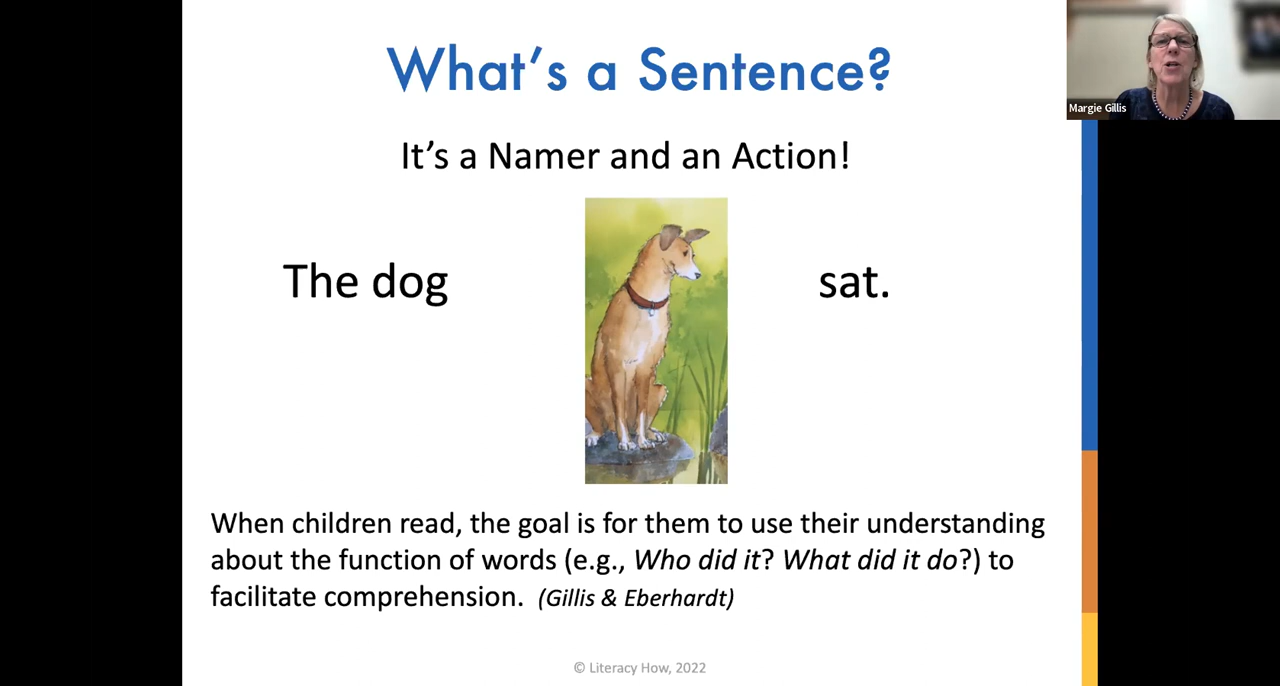 What's a Sentence?
Margie Gillis
It's a Namer and an Action!
The dog
sat.
When children read, the goal is for them to use their understanding
about the function of words (e.g., Who did it? What did it do?) to
facilitate comprehension. (Gillis & Eberhardt)
© Literacy How, 2022